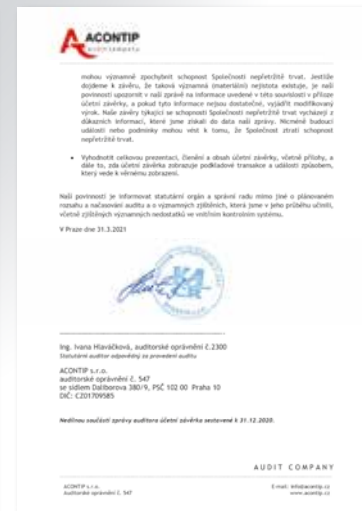 ACONTIP
AUDIT COMPANY
mohou významně zpochybnit schopnost Společnosti nepřetržitě trvat. Jestliže
dojdeme k závěru, že taková významná (materiální) nejistota existuje, je naší
povinností upozornit v naší zprávě na informace uvedené v této souvislosti v příloze
účetní závěrky, a pokud tyto informace nejsou dostatečné, vyjádřit modifikovaný
výrok. Naše závěry týkající se schopnosti Společnosti nepřetržitě trvat vycházejí z
důkazních informací, které jsme získali do data naší zprávy. Nicméně budoucí
události nebo podmínky mohou vést k tomu, že Společnost ztratí schopnost
nepřetržitě trvat.
• Vyhodnotit celkovou prezentaci, členění a obsah účetní závěrky, včetně přílohy, a
dále to, zda účetní závěrka zobrazuje podkladové transakce a události způsobem,
který vede k věrnému zobrazení.
Naší povinností je informovat statutární orgán a správní radu mimo jiné o plánovaném
rozsahu a načasování auditu a o významných zjištěních, která jsme v jeho průběhu učinili,
včetně zjištěných významných nedostatků ve vnitřním kontrolním systému.
V Praze dne 31.3.2021
Ing. Ivana Hlaváčková, auditorské oprávnění č.2300
Statutární auditor odpovědný za provedení auditu
ACONTIP s.r.o.
auditorské oprávnění č. 547
se sídlem Daliborova 380/9, PSČ 102 00 Praha 10
DIČ: CZ01709585
Nedílnou součástí zprávy auditora účetní závěrka sestavené k 31.12.2020.
AUDIT COMPANY
ACONTIP s.r.o.
Auditorské oprávnění č. 547
E-mail: info@acontip.cz
www.acontip.cz